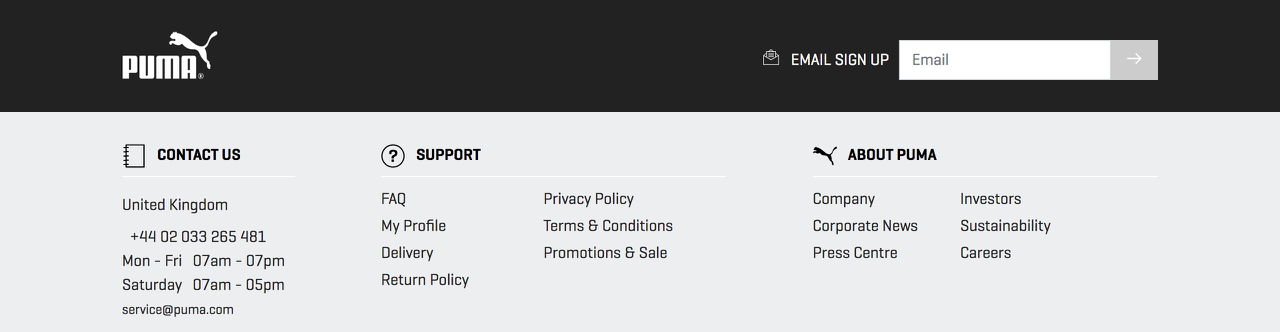 PUMA®
EMAIL SIGN UP
Email
CONTACT US
United Kingdom
+44 02 033 265 481
Mon - Fri 07am - 07pm
Saturday 07am - 05pm
service@puma.com
SUPPORT
FAQ
My Profile
Delivery
Return Policy
Privacy Policy
Terms & Conditions
Promotions & Sale
ABOUT PUMA
Company
Corporate News
Press Centre
Investors
Sustainability
Careers